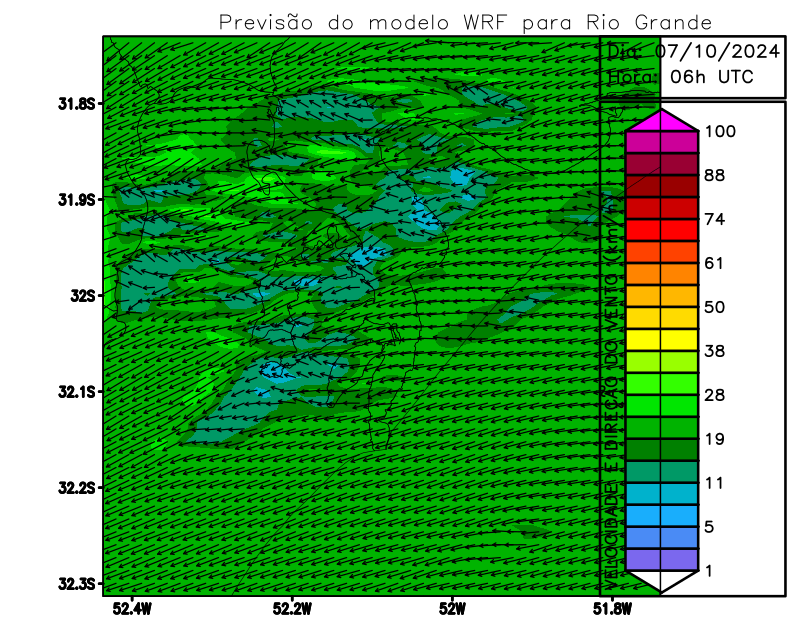 Previsão do modelo WRF para Rio Grande
Dia: 07/10/2024
Hora: 06h UTC
31.8S
31.9S
32S
32.1S
32.2S
32.3S
52.4W
52.2W
52W
51.8W
VELOCIDADE E DIREÇÃO DO VENTO (km/h)
100
88
74
61
50
38
28
19
11
5
1